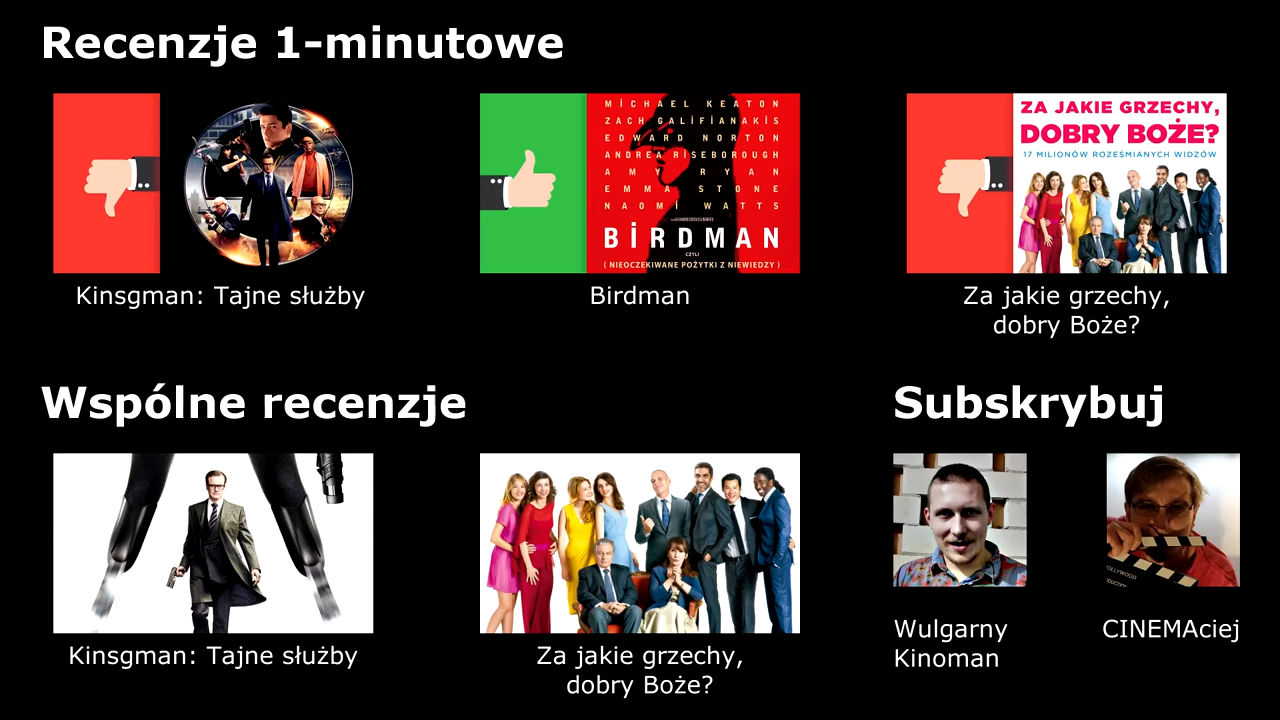 Recenzje 1-minutowe
MICHAEL KEATON
ZACH GALIFIANAKIS
EDWARD NORTON
ANDREA RISEBOROUGH
AMY RYAN
EMMA STONE
NAOMI WATTS
BIRDMAN
CZYLI
( NIEOCZEKIWANE POŻYTKI Z NIEWIEDZY )
ZA JAKIE GRZECHY,
DOBRY BOŻE?
17 MILIONÓW ROZEŚMIANYCH WIDZÓW
Kinsgman: Tajne służby
Birdman
Za jakie grzechy,
dobry Boże?
Wspólne recenzje
Subskrybuj
Kinsgman: Tajne służby
Za jakie grzechy,
dobry Boże?
Wulgarny
Kinoman
CINEMAciej